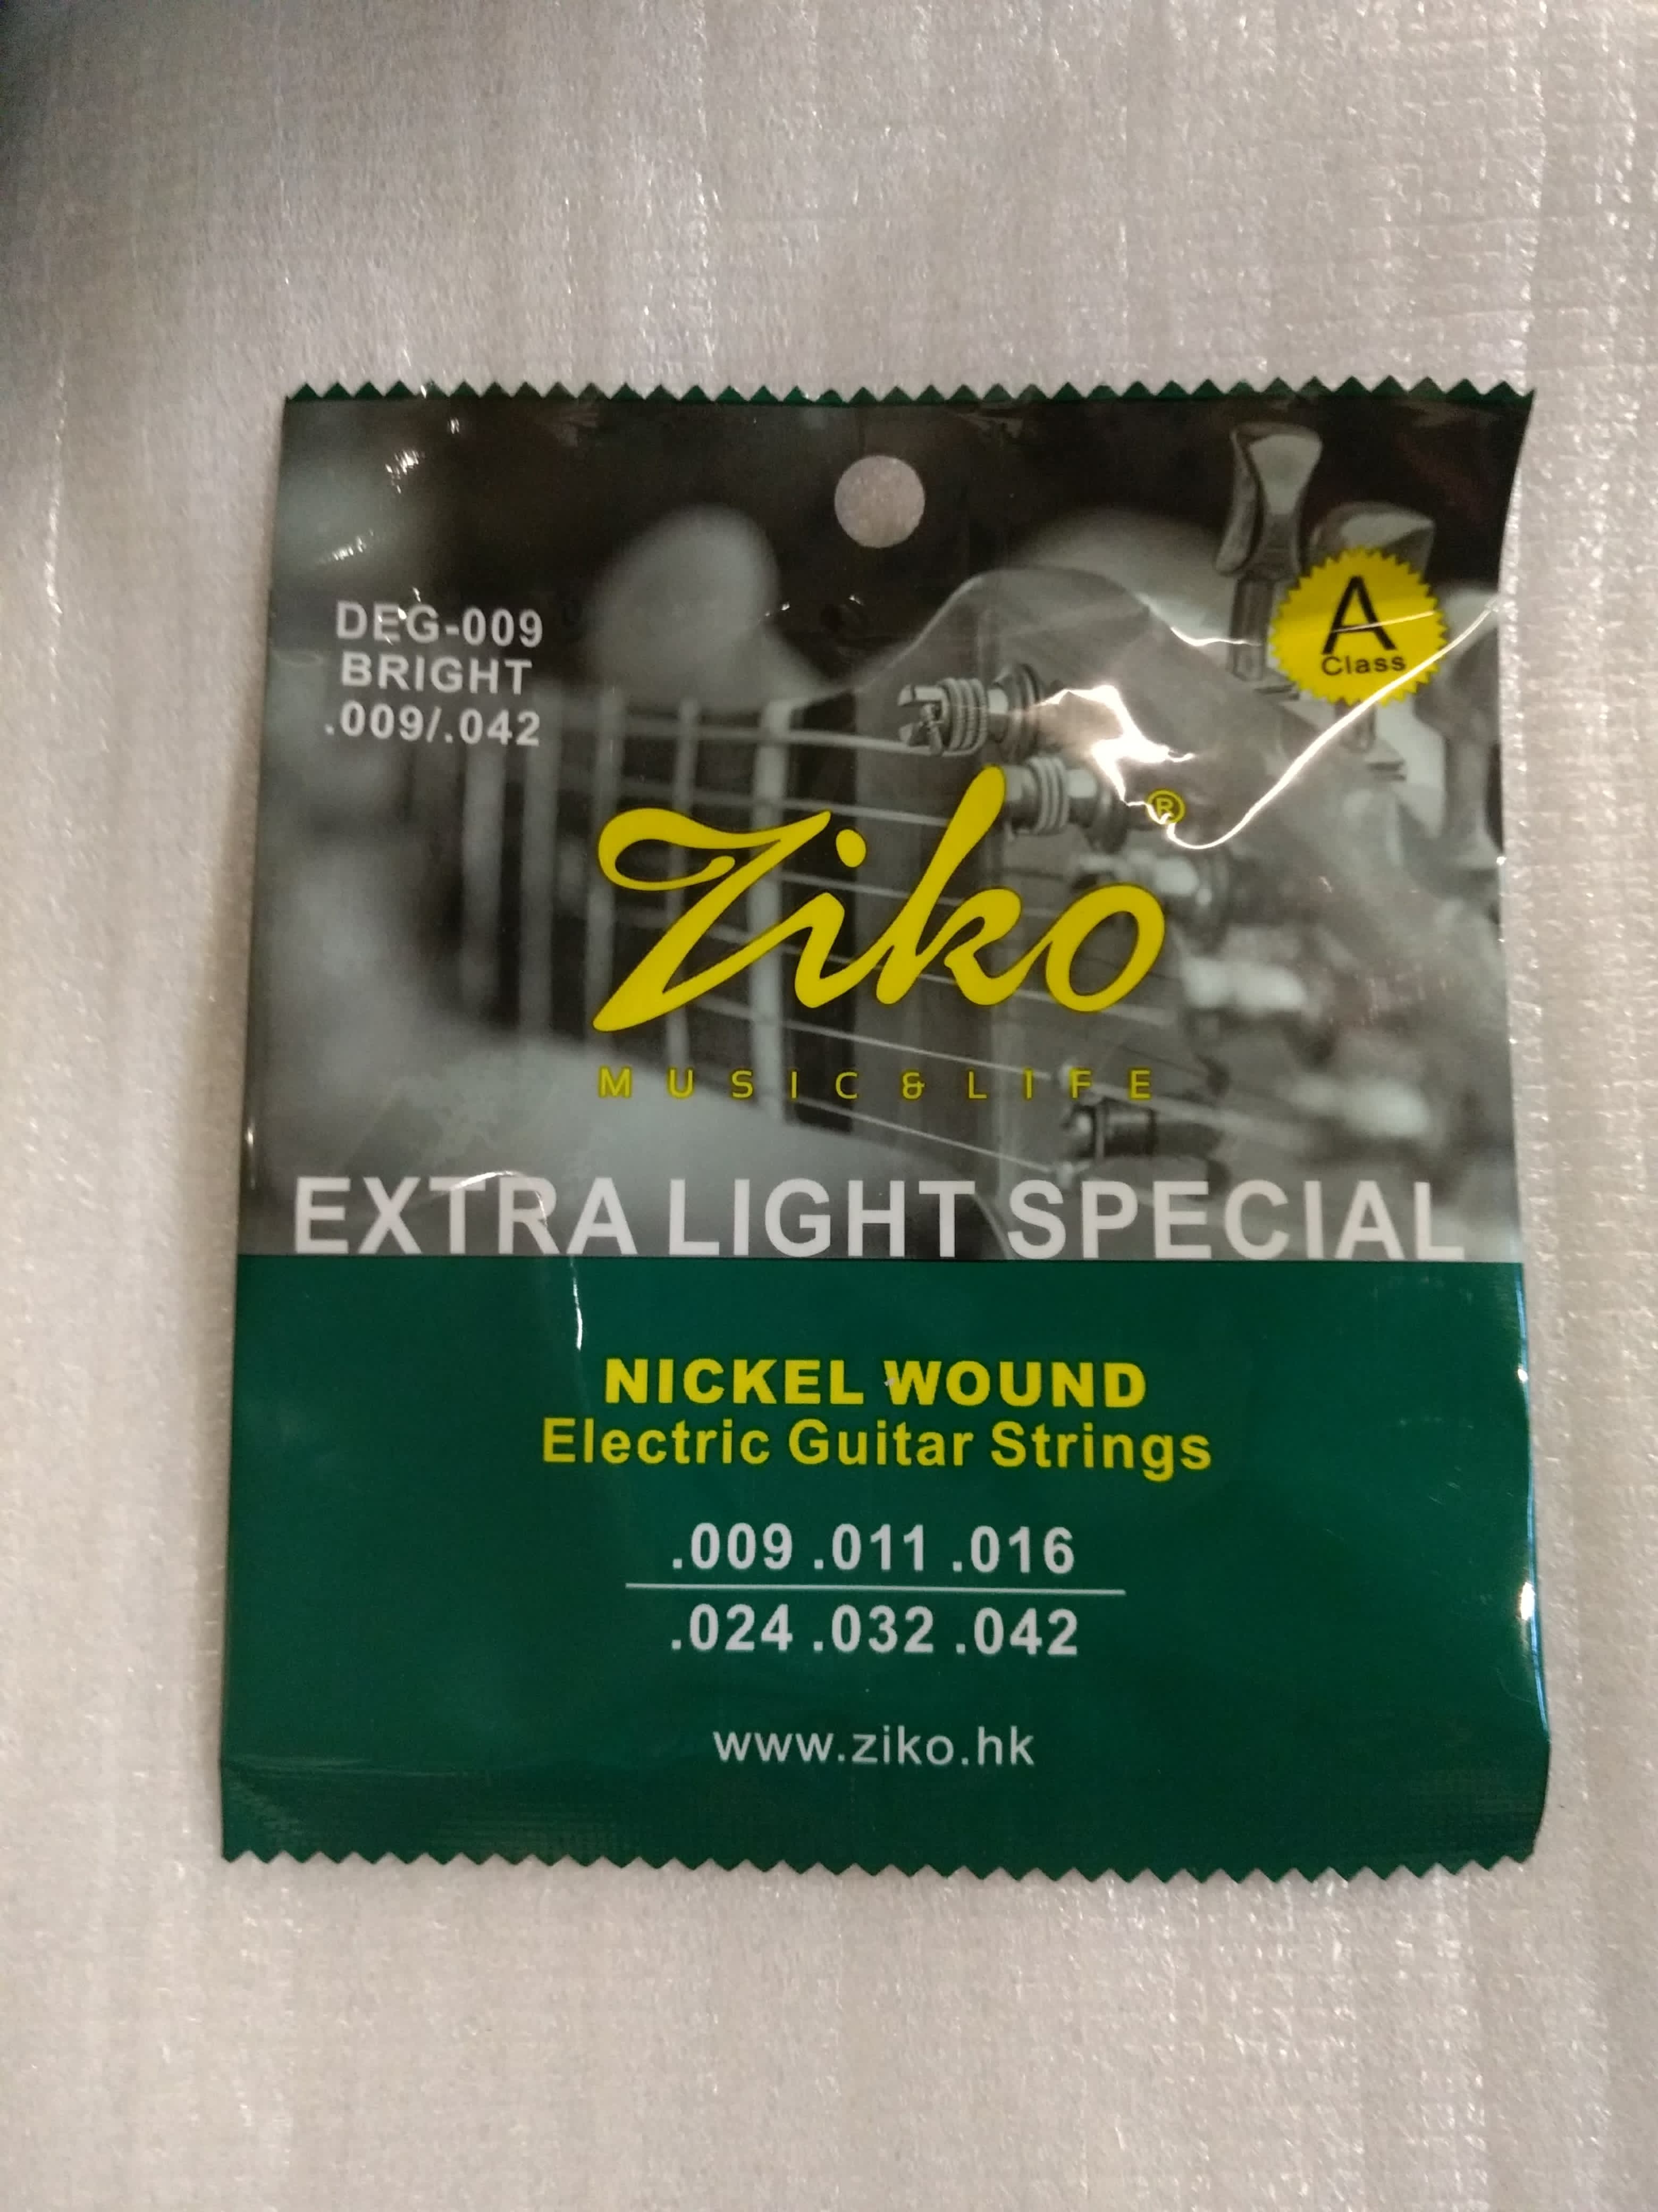 A
Class
DEG-009
BRIGHT
.009/.042
Ziko®
MUSIC & LIFE
EXTRA LIGHT SPECIAL
NICKEL WOUND
Electric Guitar Strings
.009 .011 .016
.024 .032 .042
www.ziko.hk